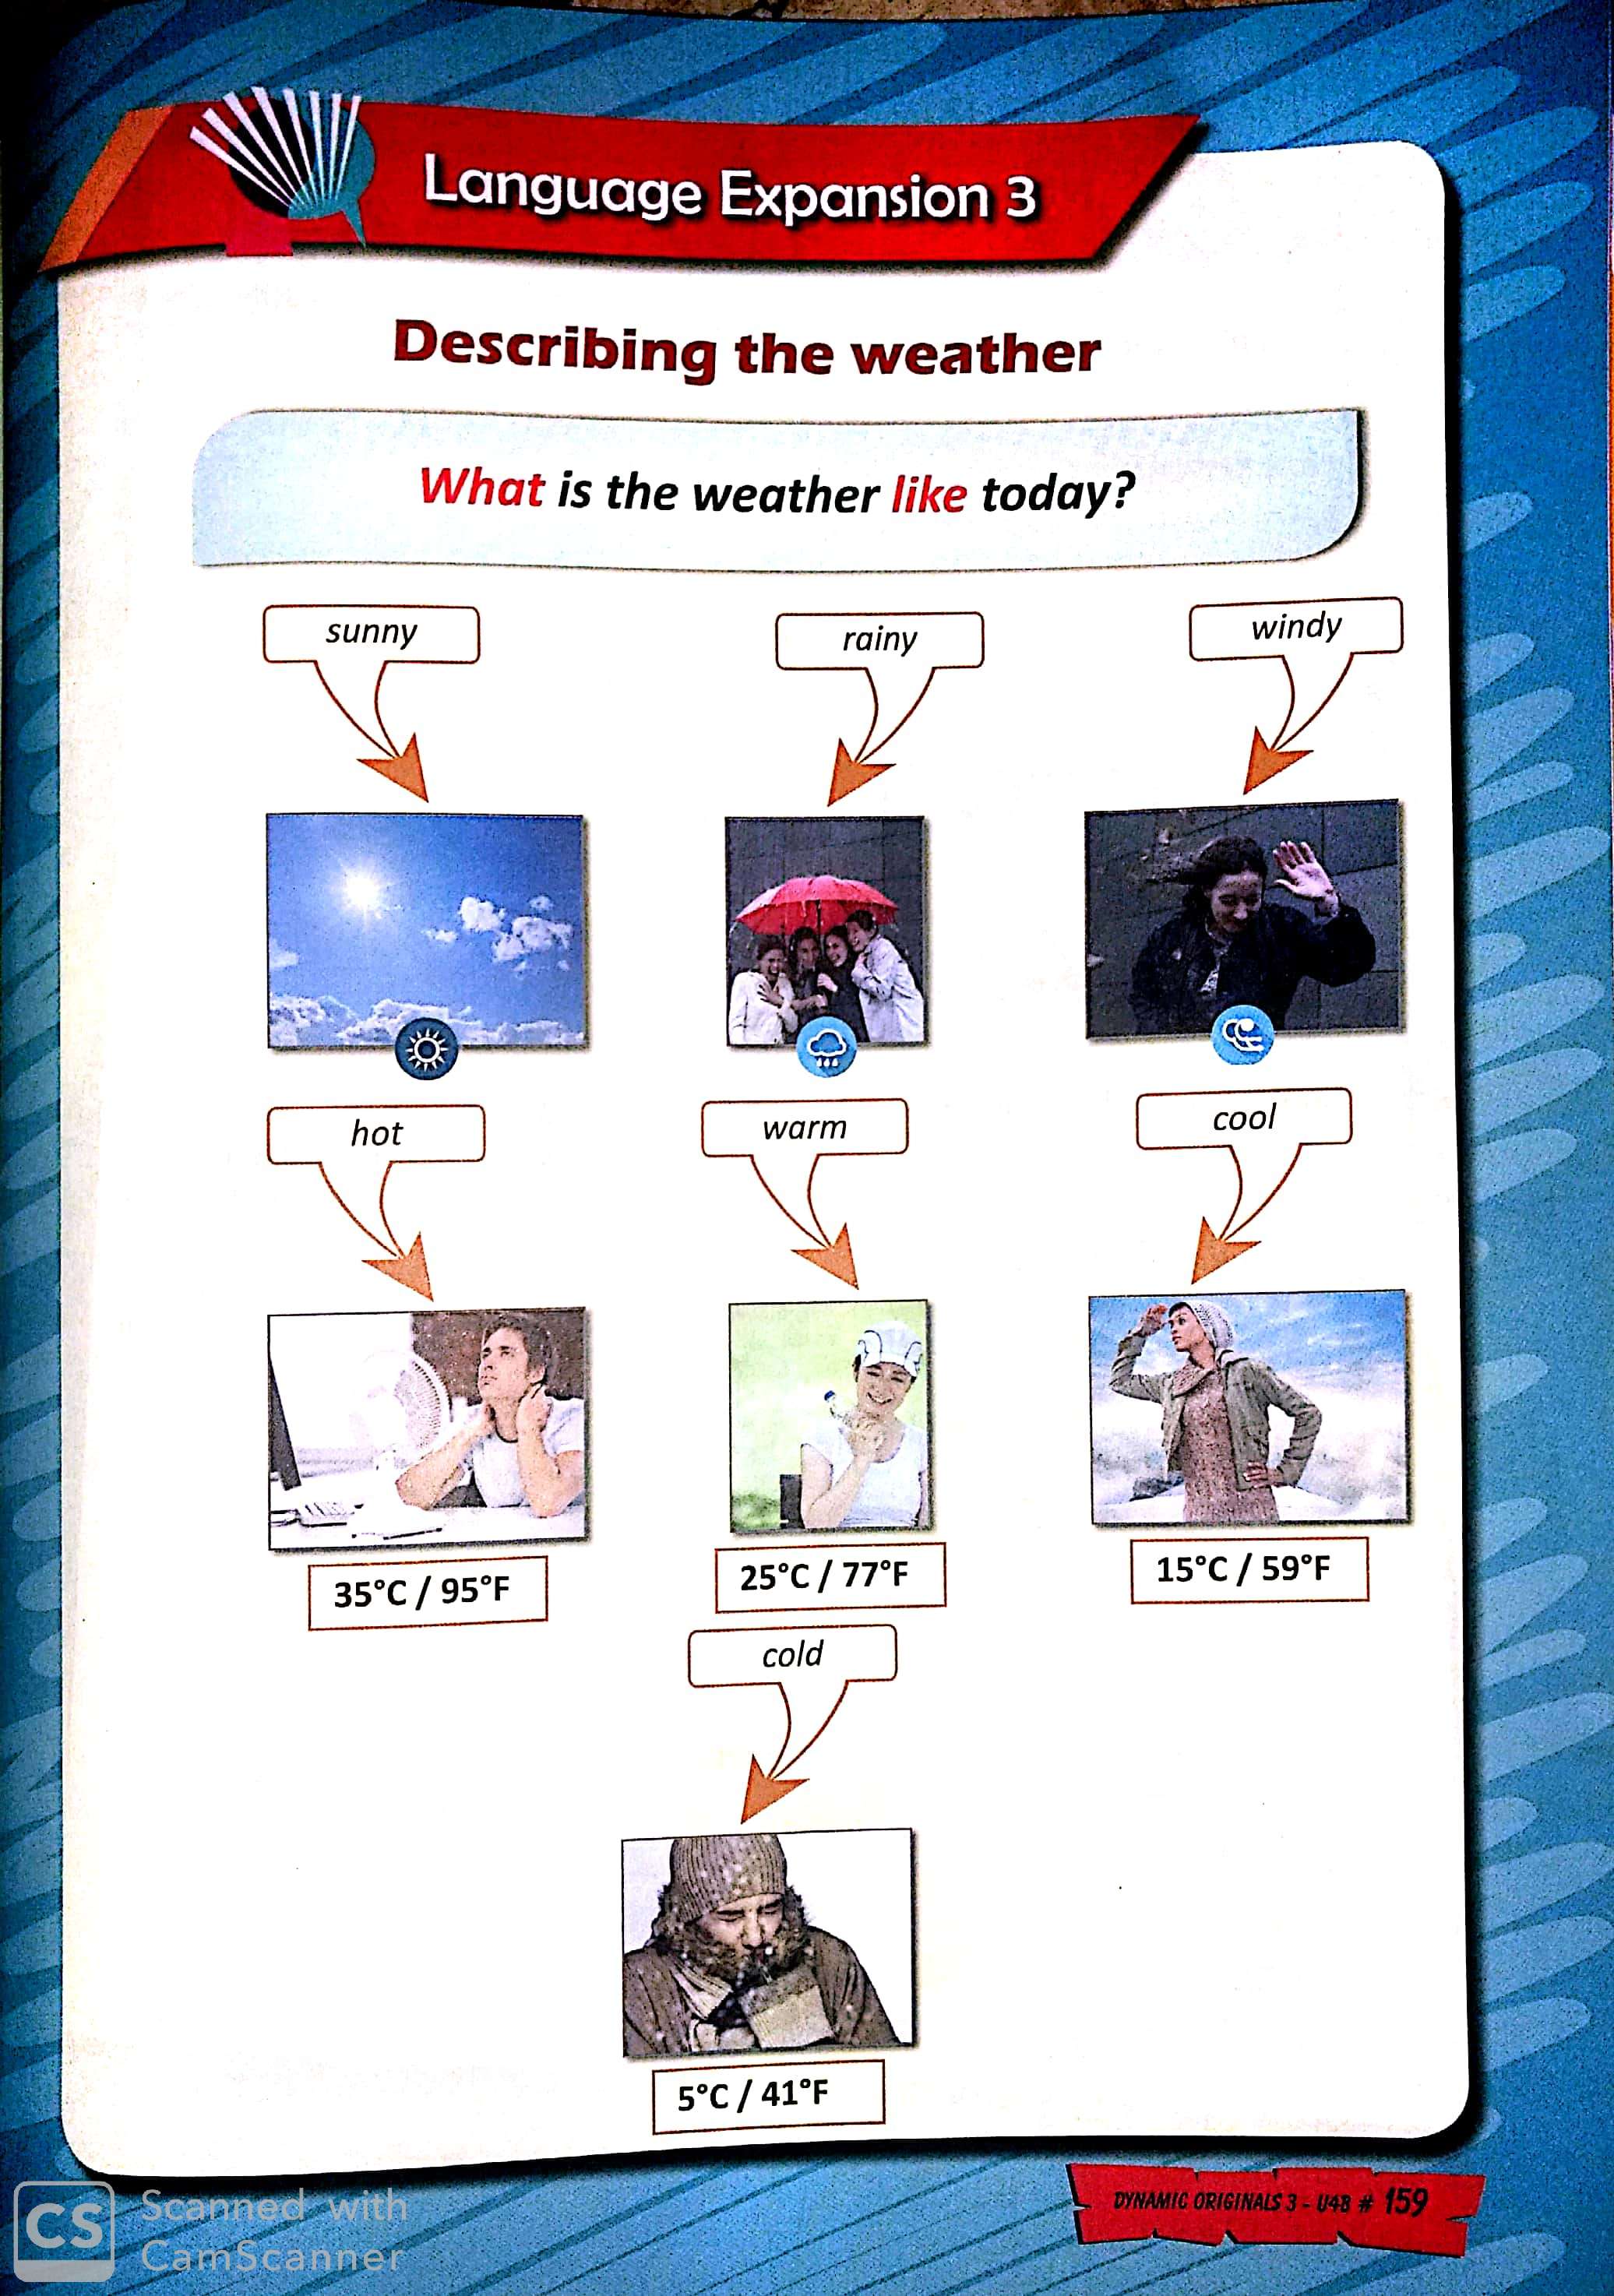 Language Expansion 3
Describing the weather
What is the weather like today?
sunny
rainy
windy
hot
warm
cool
35°C / 95°F
25°C / 77°F
15°C / 59°F
cold
5°C / 41°F
DYNAMIC ORIGINALS 3 - U4B # 159
CS
Scanned with
CamScanner